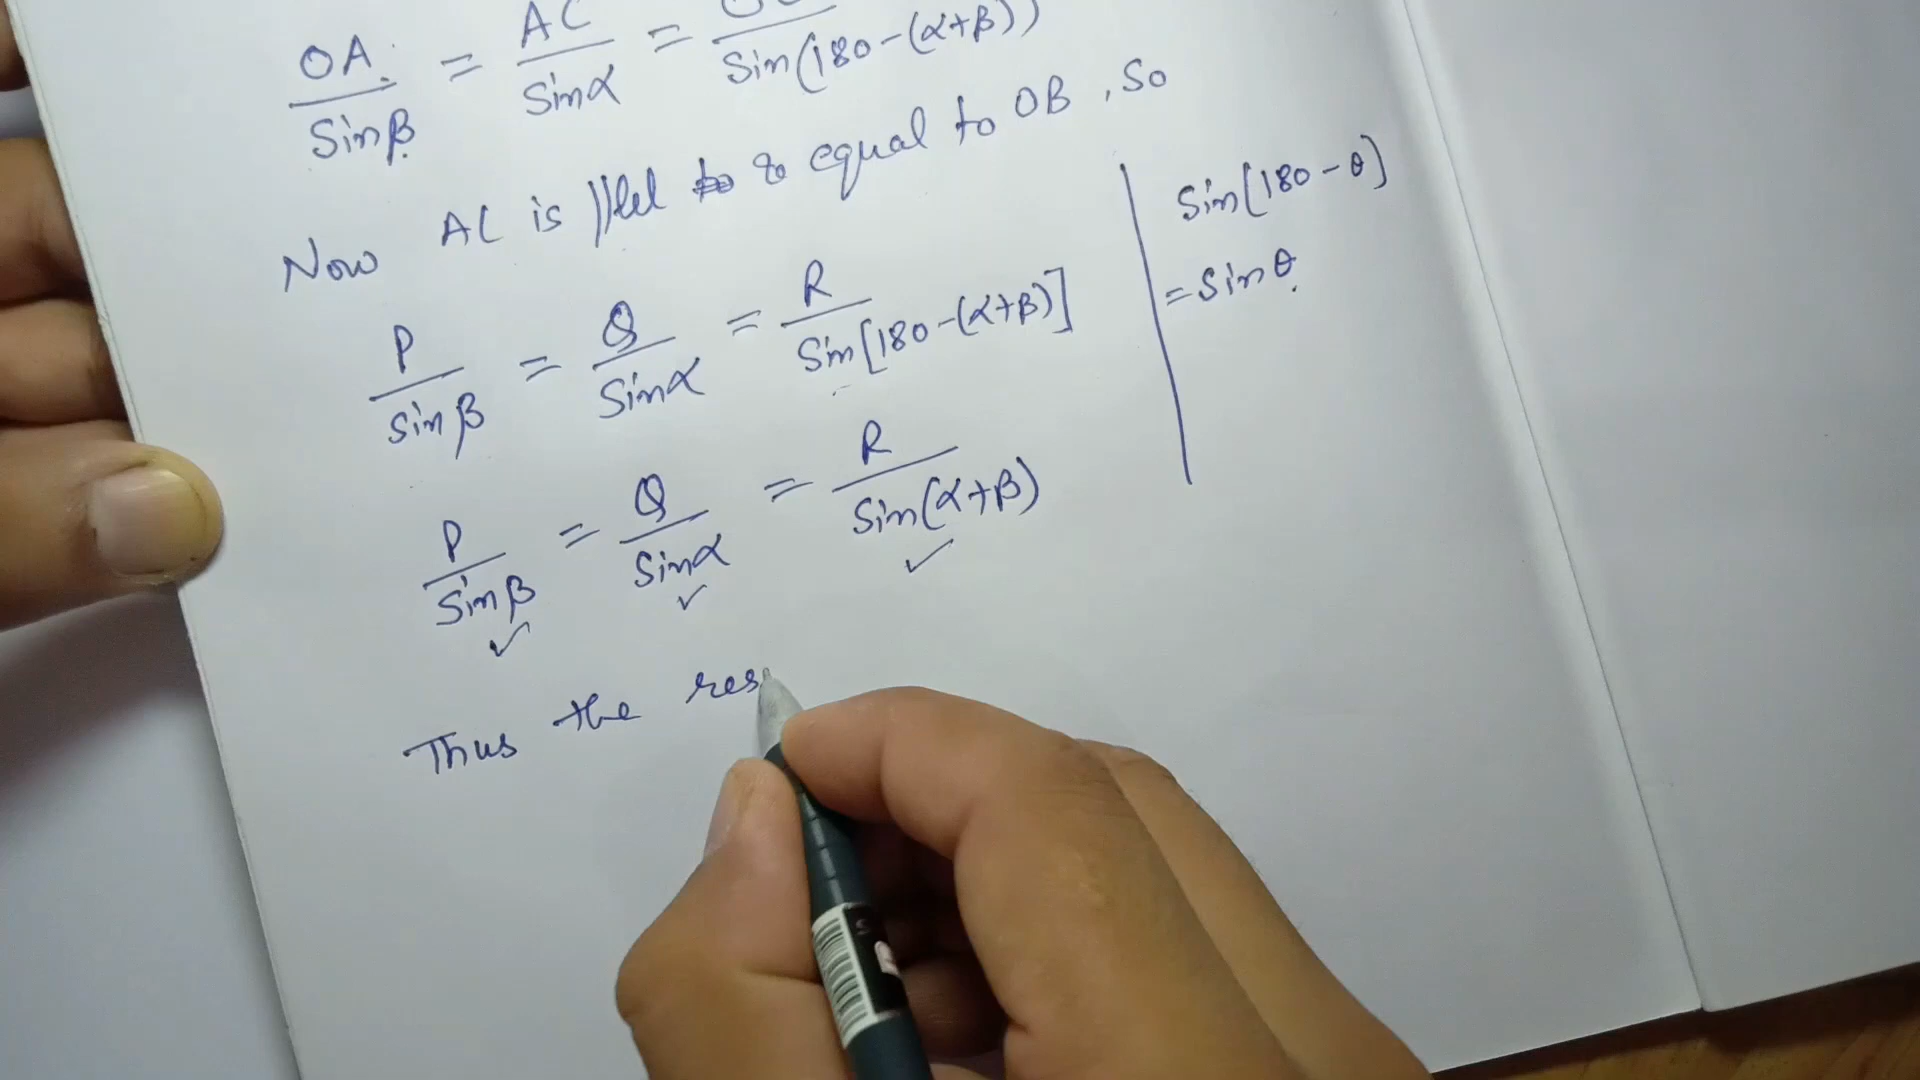 OA/Sinβ = AC/Sinα = /Sin(180-(α+β))
Now AC is ||lel to & equal to OB, So
P/Sinβ = Q/Sinα = R/Sin[180-(α+β)]
Sin[180-θ]
= Sinθ.
P/Sinβ = Q/Sinα = R/Sin(α+β)
✓ ✓ ✓
Thus the res